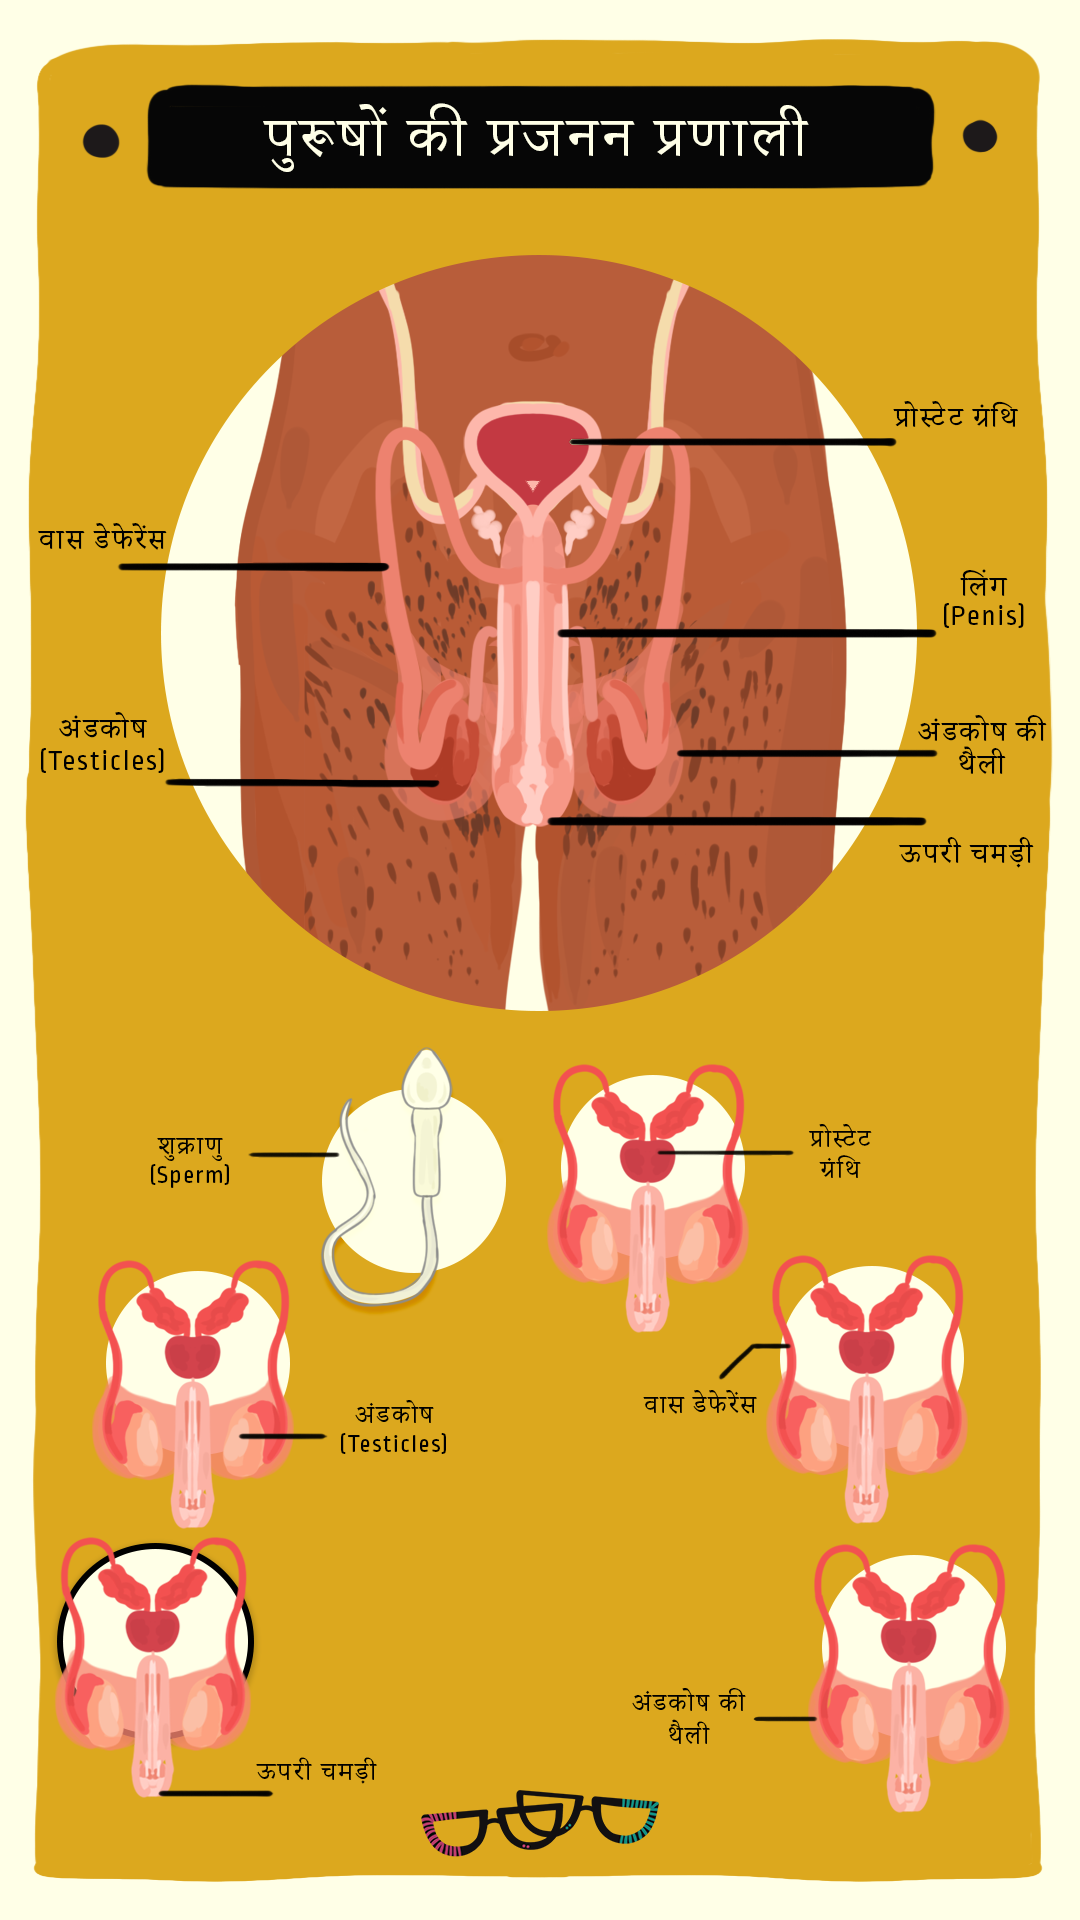 पुरूषों की प्रजनन प्रणाली
प्रोस्टेट ग्रंथि
वास डेफेरेंस
लिंग
(Penis)
अंडकोष
(Testicles)
अंडकोष की
थैली
ऊपरी चमड़ी
शुक्राणु
(Sperm)
प्रोस्टेट
ग्रंथि
अंडकोष
(Testicles)
वास डेफेरेंस
अंडकोष की
थैली
ऊपरी चमड़ी